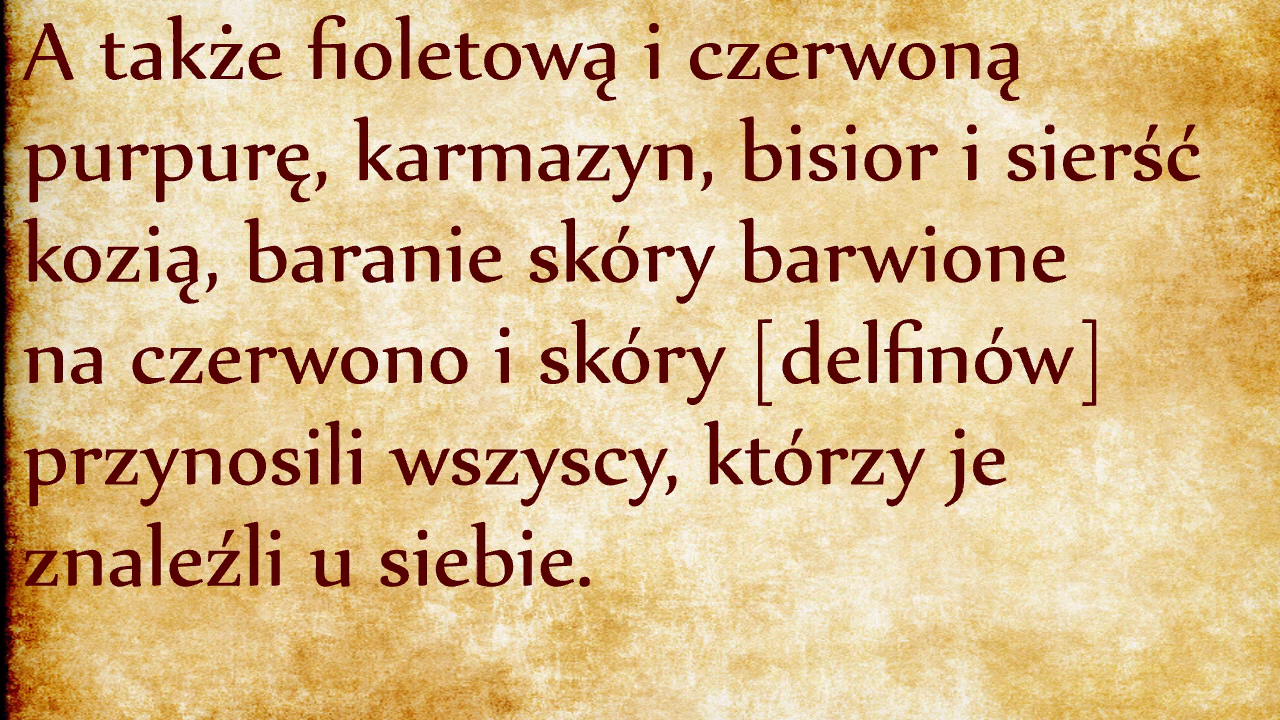 A także fioletową i czerwoną
purpurę, karmazyn, bisior i sierść
kozią, baranie skóry barwione
na czerwono i skóry [delfinów]
przynosili wszyscy, którzy je
znaleźli u siebie.